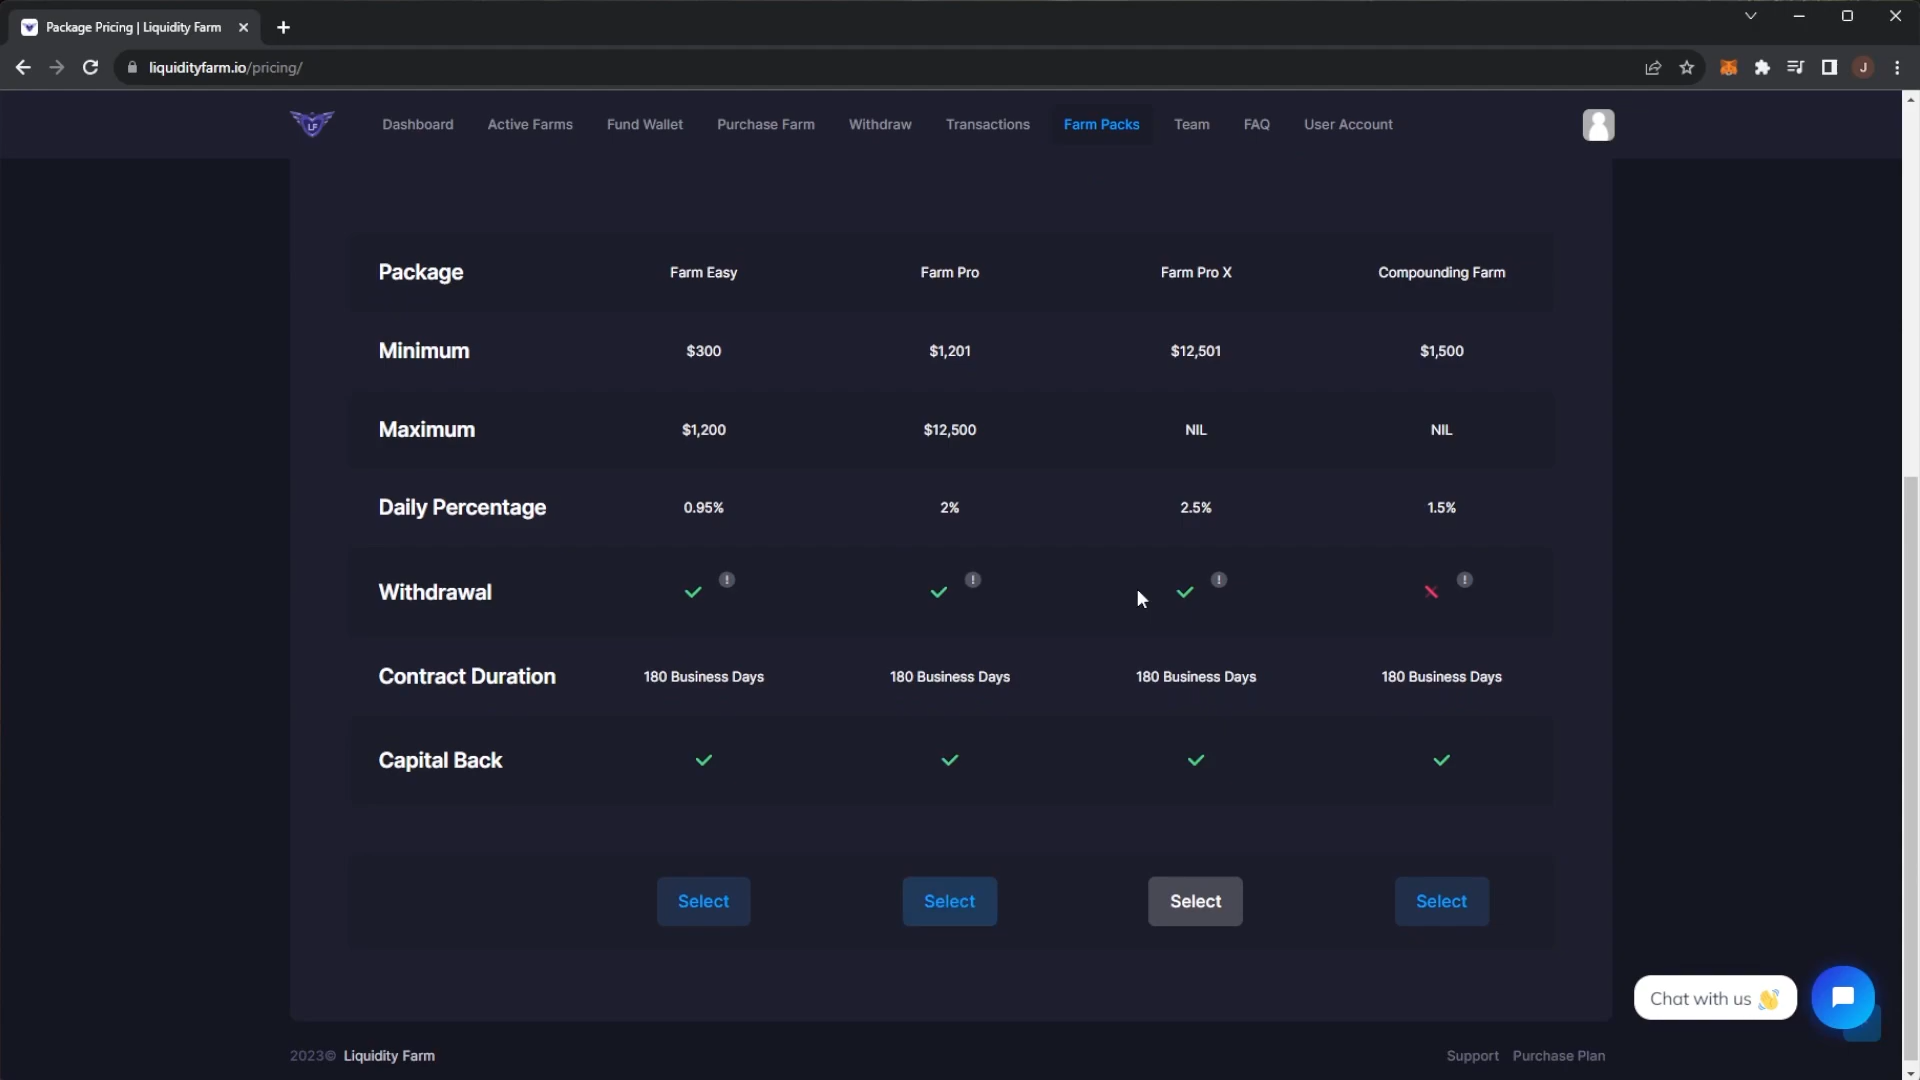 Package Pricing | Liquidity Farm
liquidityfarm.io/pricing/
J
LF
Dashboard Active Farms Fund Wallet Purchase Farm Withdraw Transactions Farm Packs Team FAQ User Account
Package Farm Easy Farm Pro Farm Pro X Compounding Farm
Minimum $300 $1,201 $12,501 $1,500
Maximum $1,200 $12,500 NIL NIL
Daily Percentage 0.95% 2% 2.5% 1.5%
Withdrawal
Contract Duration 180 Business Days 180 Business Days 180 Business Days 180 Business Days
Capital Back
Select Select Select Select
Chat with us 👋
2023© Liquidity Farm Support Purchase Plan